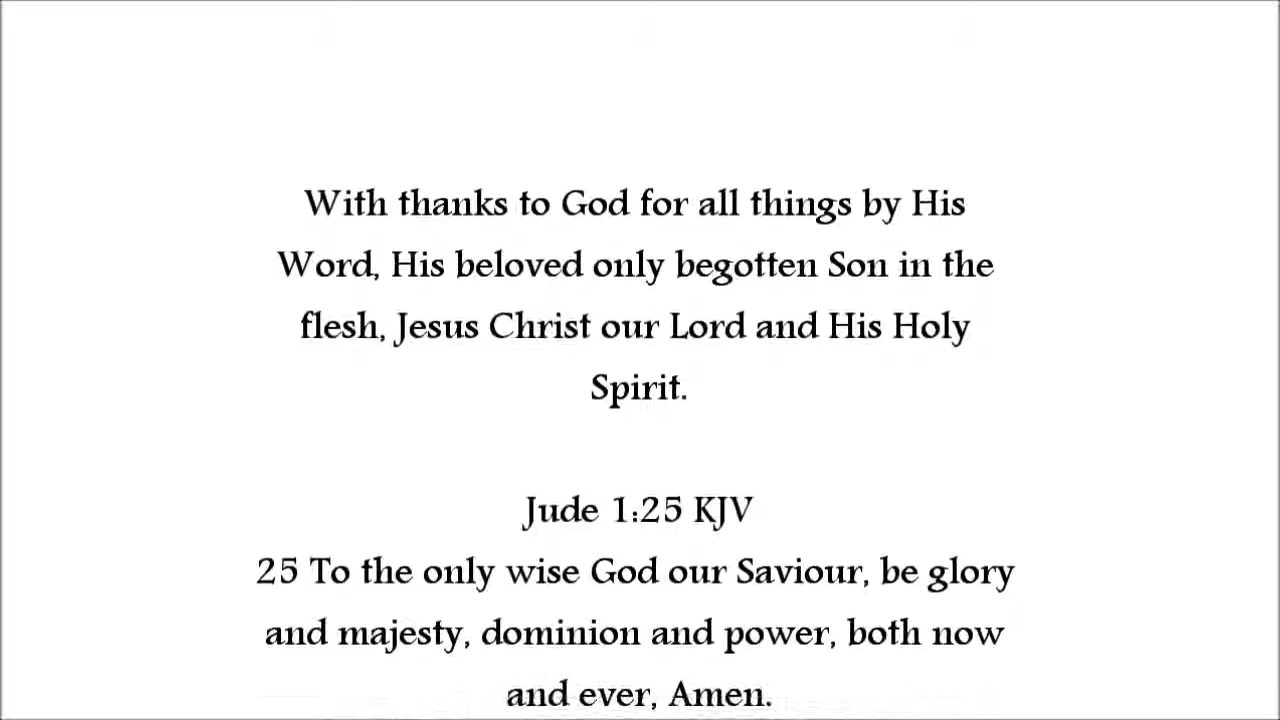 With thanks to God for all things by His
Word, His beloved only begotten Son in the
flesh, Jesus Christ our Lord and His Holy
Spirit.
Jude 1:25 KJV
25 To the only wise God our Saviour, be glory
and majesty, dominion and power, both now
and ever, Amen.